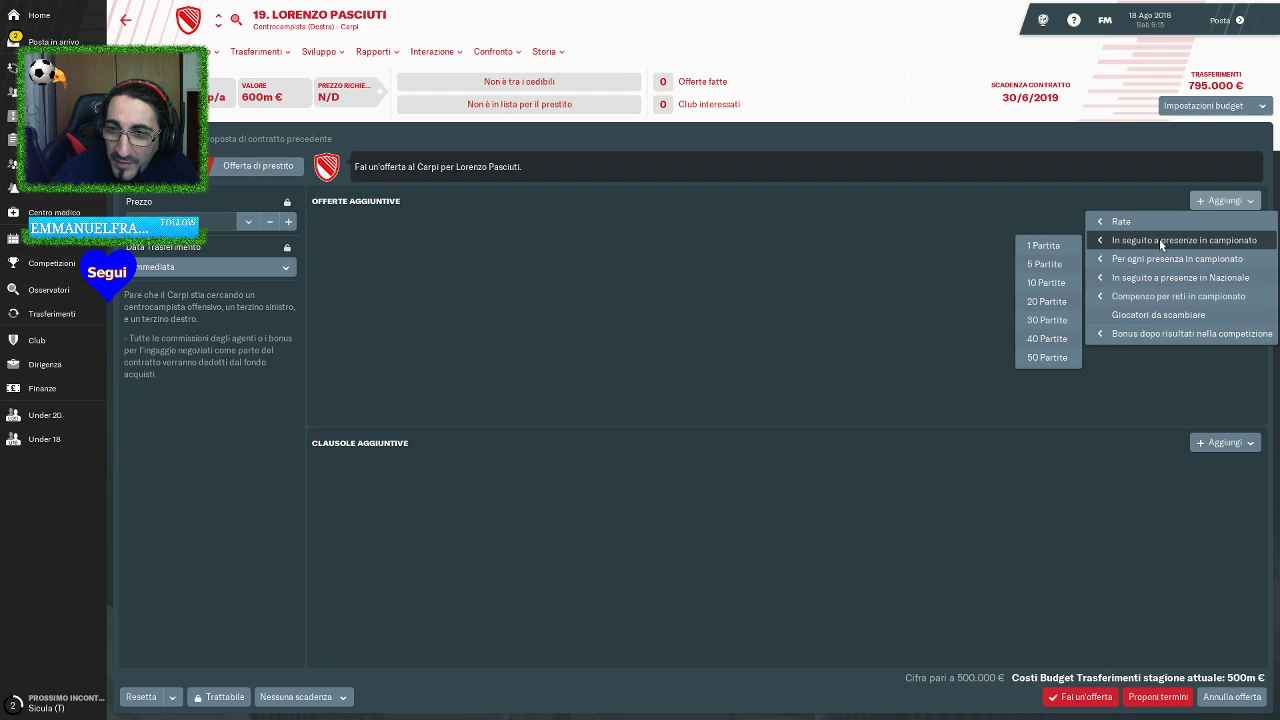 Home
19. LORENZO PASCIUTI
Centrocampista (Destra) - Carpi
FM
18 Ago 2018
Sab 9:15
Posta
2
Posta in arrivo
Trasferimenti
Sviluppo
Rapporti
Interazione
Confronto
Storia
p/a
VALORE
600m €
PREZZO RICHIE...
N/D
Non è tra i cedibili
Non è in lista per il prestito
0 Offerte fatte
0 Club interessati
SCADENZA CONTRATTO
30/6/2019
TRASFERIMENTI
795.000 €
Impostazioni budget
oposta di contratto precedente
Offerta di prestito
Fai un'offerta al Carpi per Lorenzo Pasciuti.
Prezzo
OFFERTE AGGIUNTIVE
+ Aggiungi
Rate
In seguito a presenze in campionato
Per ogni presenza in campionato
In seguito a presenze in Nazionale
Compenso per reti in campionato
Giocatori da scambiare
Bonus dopo risultati nella competizione
1 Partita
5 Partite
10 Partite
20 Partite
30 Partite
40 Partite
50 Partite
Centro medico
EMMANUELFRA...
FOLLOW
Data Trasferimento
mmediata
Segui
Competizioni
Osservatori
Trasferimenti
Club
Dirigenza
Finanze
Under 20
Under 18
Pare che il Carpi stia cercando un
centrocampista offensivo, un terzino sinistro,
e un terzino destro.
- Tutte le commissioni degli agenti o i bonus
per l'ingaggio negoziati come parte del
contratto verranno dedotti dal fondo
acquisti.
CLAUSOLE AGGIUNTIVE
+ Aggiungi
Cifra pari a 500.000 € Costi Budget Trasferimenti stagione attuale: 500m €
2
PROSSIMO INCONT...
Sicula (T)
Resetta
Trattabile
Nessuna scadenza
Fai un'offerta
Proponi termini
Annulla offerta